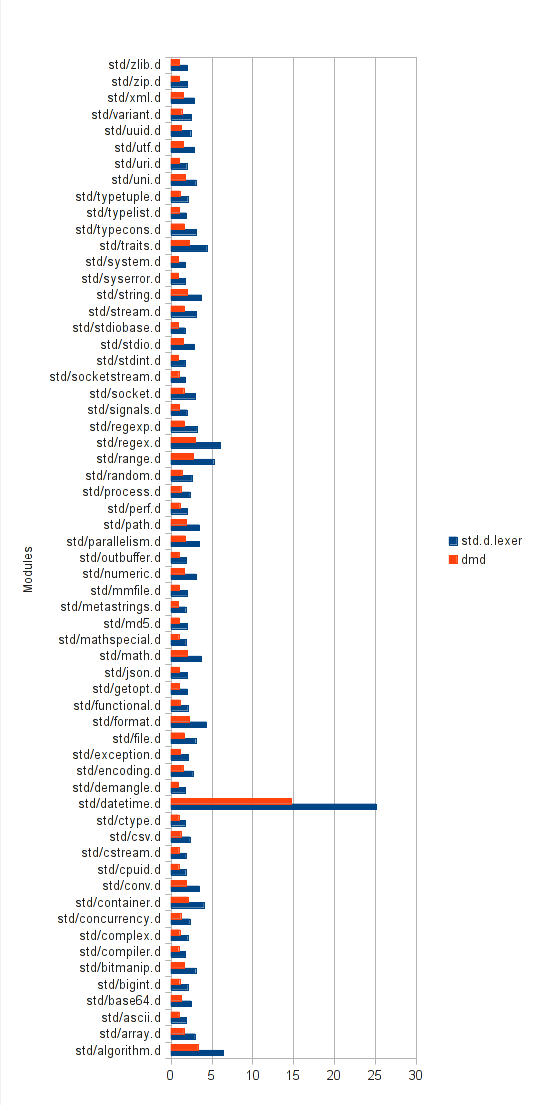 std/zlib.d
std/zip.d
std/xml.d
std/variant.d
std/uuid.d
std/utf.d
std/uri.d
std/uni.d
std/typetuple.d
std/typelist.d
std/typecons.d
std/traits.d
std/system.d
std/syserror.d
std/string.d
std/stream.d
std/stdiobase.d
std/stdio.d
std/stdint.d
std/socketstream.d
std/socket.d
std/signals.d
std/regexp.d
std/regex.d
std/range.d
std/random.d
std/process.d
std/perf.d
std/path.d
std/parallelism.d
std/outbuffer.d
std/numeric.d
std/mmfile.d
std/metastrings.d
std/md5.d
std/mathspecial.d
std/math.d
std/json.d
std/getopt.d
std/functional.d
std/format.d
std/file.d
std/exception.d
std/encoding.d
std/demangle.d
std/datetime.d
std/ctype.d
std/csv.d
std/cstream.d
std/cpuid.d
std/conv.d
std/container.d
std/concurrency.d
std/complex.d
std/compiler.d
std/bitmanip.d
std/bigint.d
std/base64.d
std/ascii.d
std/array.d
std/algorithm.d
Modules
0 5 10 15 20 25 30
std.d.lexer
dmd